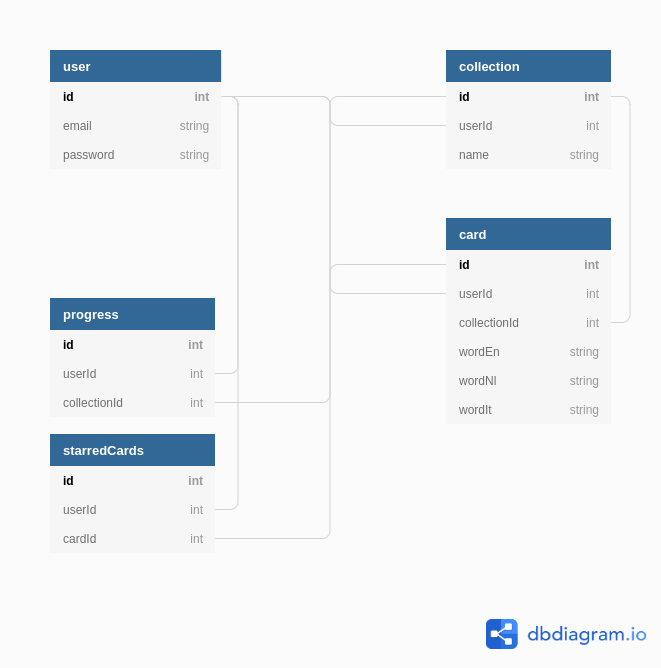 user
id int
email string
password string
collection
id int
userId int
name string
card
id int
userId int
collectionId int
wordEn string
wordNl string
wordIt string
progress
id int
userId int
collectionId int
starredCards
id int
userId int
cardId int
dbdiagram.io